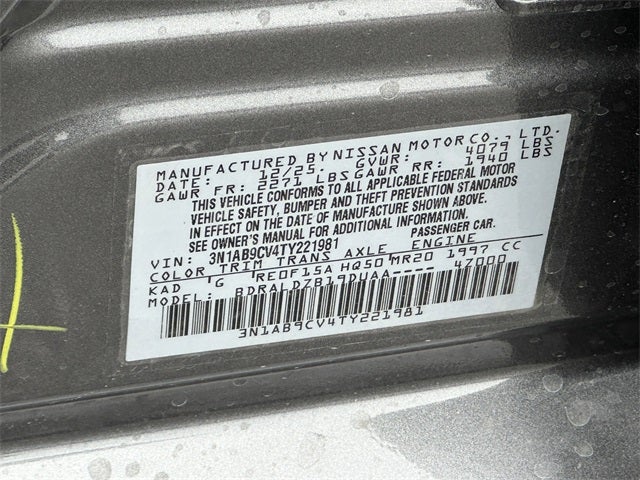 MANUFACTURED BY NISSAN MOTOR CO., LTD.
DATE: 12/25. GVWR: 4079 LBS
GAWR FR: 2271 LBS GAWR RR: 1940 LBS
THIS VEHICLE CONFORMS TO ALL APPLICABLE FEDERAL MOTOR
VEHICLE SAFETY, BUMPER AND THEFT PREVENTION STANDARDS
IN EFFECT ON THE DATE OF MANUFACTURE SHOWN ABOVE.
SEE OWNER'S MANUAL FOR ADDITIONAL INFORMATION.
VIN: 3N1AB9CV4TY221981 PASSENGER CAR.
COLOR TRIM TRANS AXLE ENGINE
KAD G RE0F15A HQ50 MR20 1997 CC
MODEL: BDRALDZB19DUAA---- 47000
3N1AB9CV4TY221981